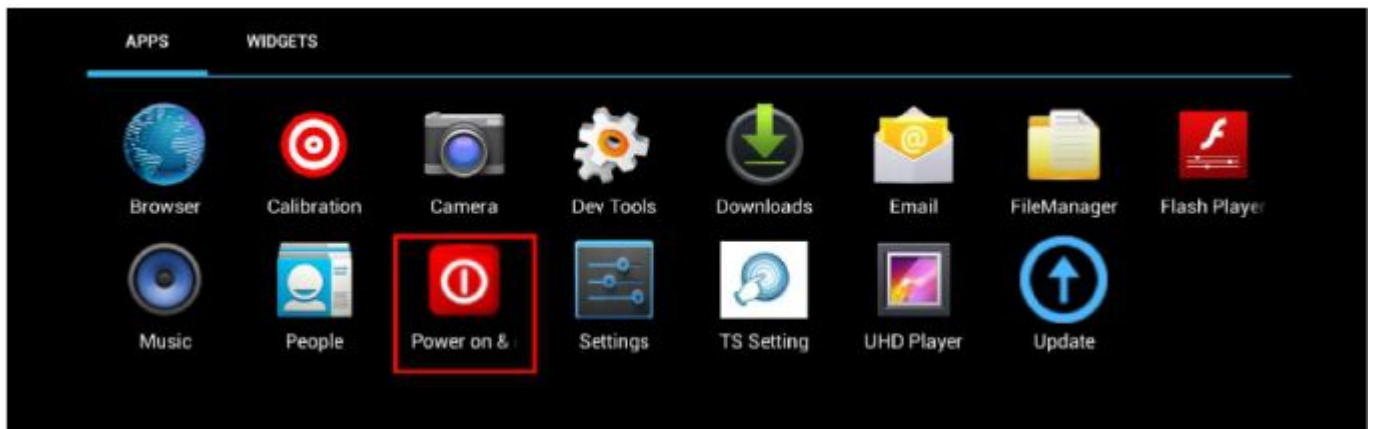 APPS WIDGETS
Browser Calibration Camera Dev Tools Downloads Email FileManager Flash Player
Music People Power on & Settings TS Setting UHD Player Update